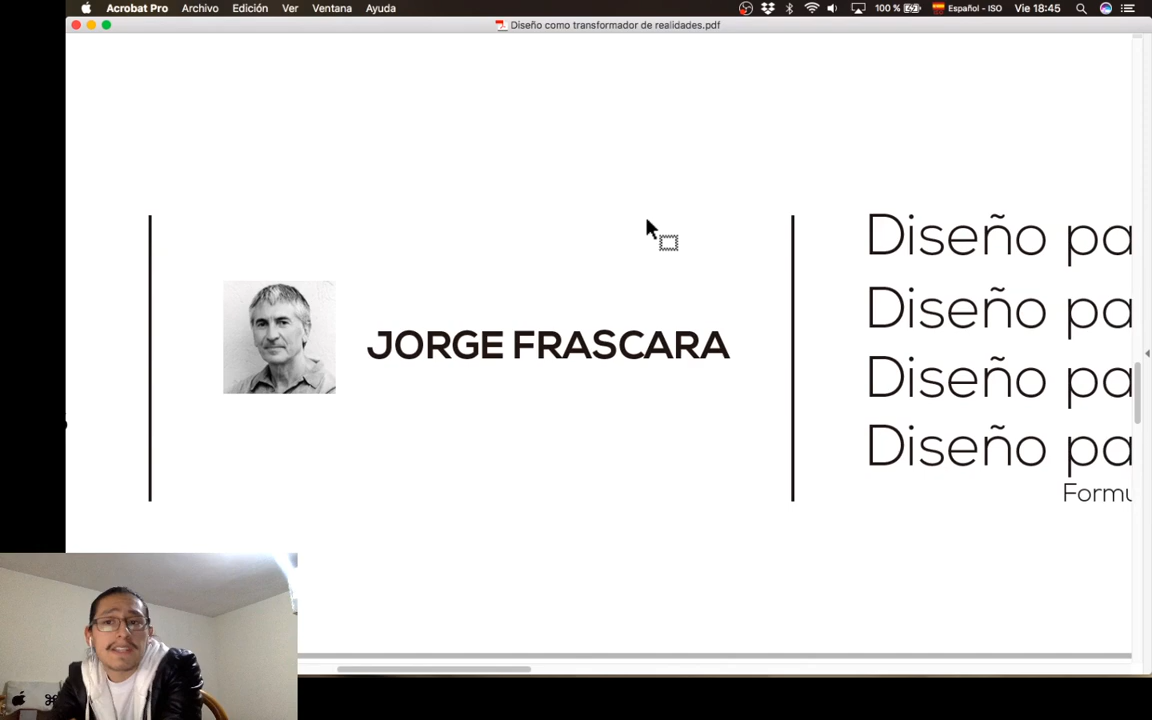 Acrobat Pro Archivo Edición Ver Ventana Ayuda 100 % Español - ISO Vie 18:45
Diseño como transformador de realidades.pdf
JORGE FRASCARA
Diseño pa
Diseño pa
Diseño pa
Diseño pa
Formu